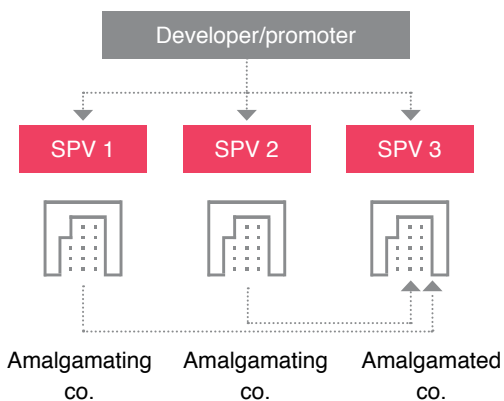 Developer/promoter
SPV 1
SPV 2
SPV 3
Amalgamating
co.
Amalgamating
co.
Amalgamated
co.